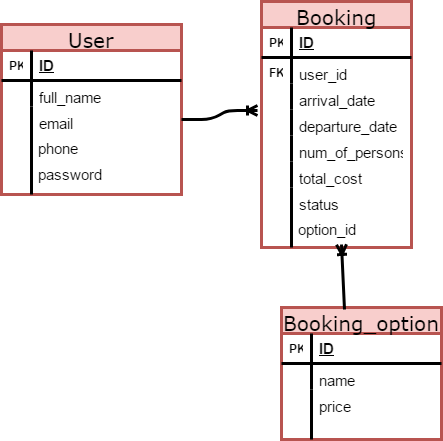 User
PK ID
full_name
email
phone
password
Booking
PK ID
FK user_id
arrival_date
departure_date
num_of_persons
total_cost
status
option_id
Booking_option
PK ID
name
price